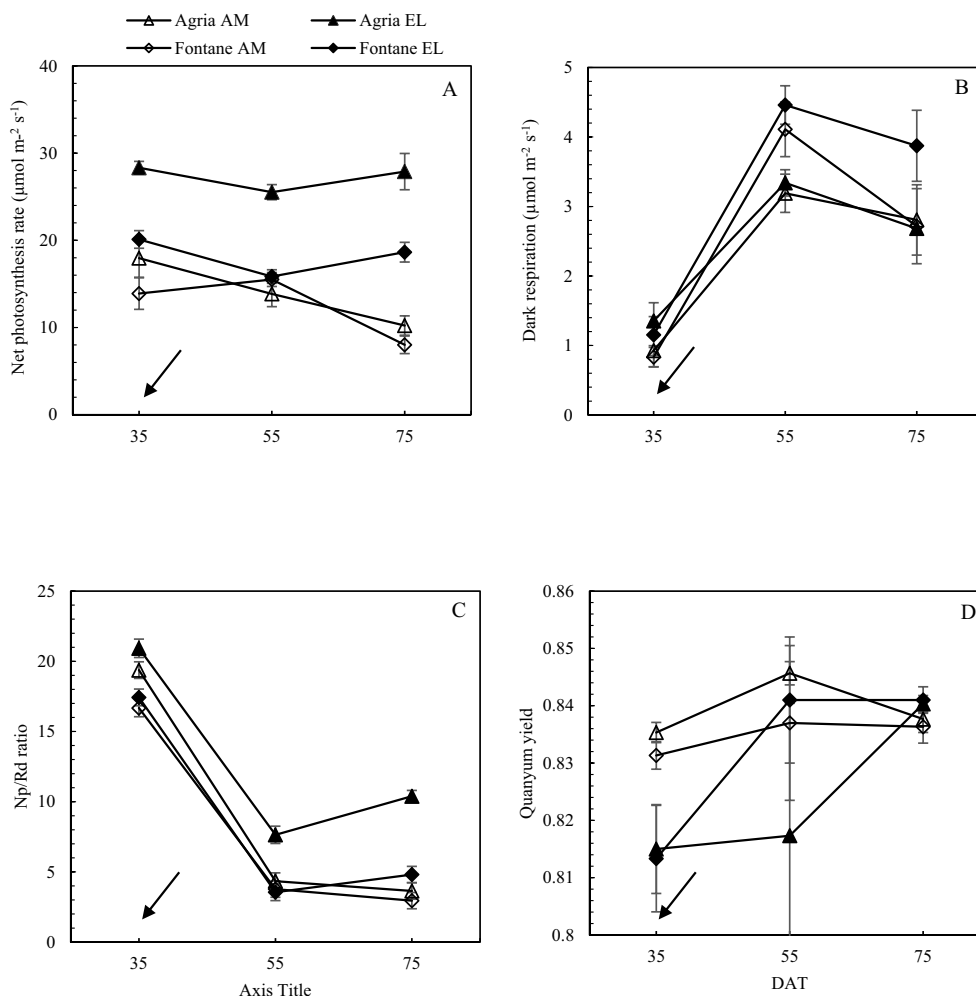 Agria AM Agria EL
Fontane AM Fontane EL
A
Net photosynthesis rate (µmol m-² s⁻¹)
40
30
20
10
0
35 55 75
B
Dark respiration (µmol m⁻² s⁻¹)
5
4
3
2
1
0
35 55 75
C
Np/Rd ratio
25
20
15
10
5
0
35 55 75
Axis Title
D
Quanyum yield
0.86
0.85
0.84
0.83
0.82
0.81
0.8
35 55 75
DAT